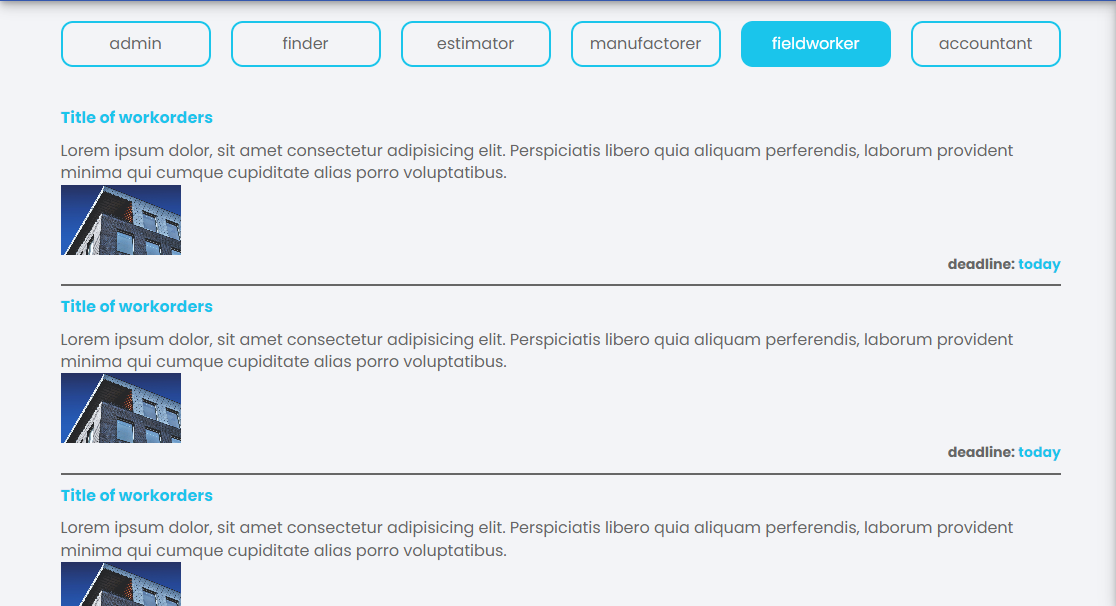 admin
finder
estimator
manufactorer
fieldworker
accountant
Title of workorders
Lorem ipsum dolor, sit amet consectetur adipisicing elit. Perspiciatis libero quia aliquam perferendis, laborum provident
minima qui cumque cupiditate alias porro voluptatibus.
deadline: today
Title of workorders
Lorem ipsum dolor, sit amet consectetur adipisicing elit. Perspiciatis libero quia aliquam perferendis, laborum provident
minima qui cumque cupiditate alias porro voluptatibus.
deadline: today
Title of workorders
Lorem ipsum dolor, sit amet consectetur adipisicing elit. Perspiciatis libero quia aliquam perferendis, laborum provident
minima qui cumque cupiditate alias porro voluptatibus.